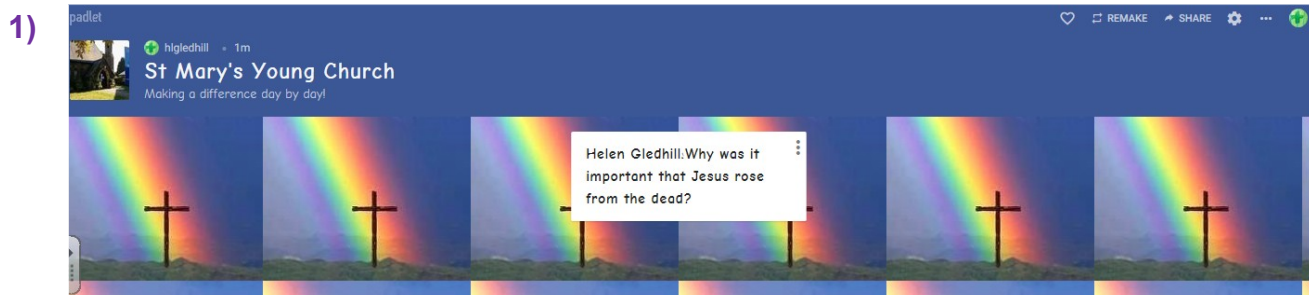 1)
padlet
REMAKE SHARE ...
hlgledhill • 1m
St Mary's Young Church
Making a difference day by day!
Helen Gledhill:Why was it
important that Jesus rose
from the dead?